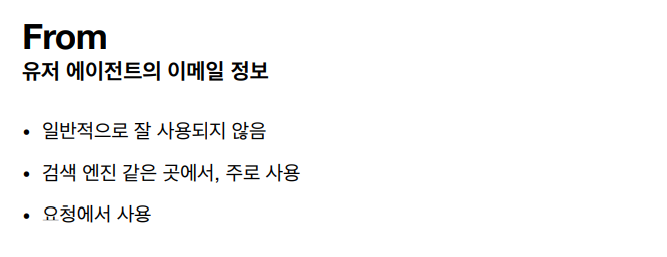 From
유저 에이전트의 이메일 정보
• 일반적으로 잘 사용되지 않음
• 검색 엔진 같은 곳에서, 주로 사용
• 요청에서 사용